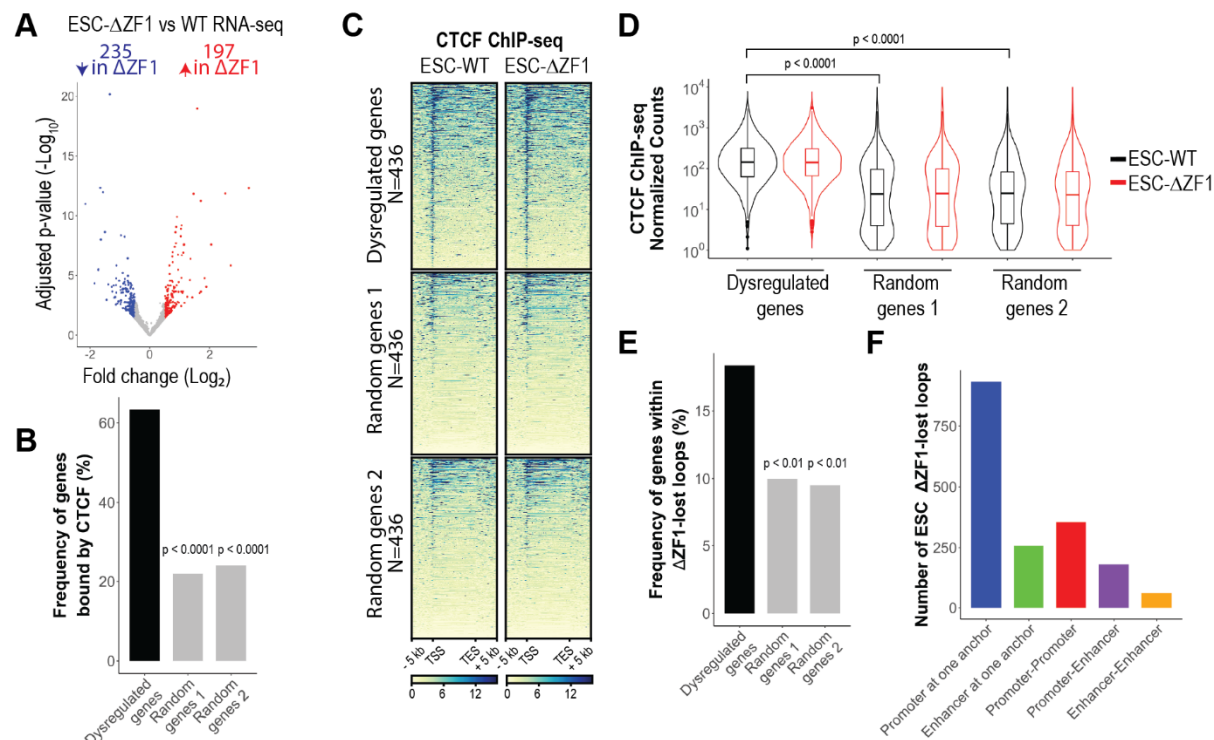 A
ESC-ΔZF1 vs WT RNA-seq
235
in ΔZF1
197
in ΔZF1
Adjusted p-value (-Log10)
20
15
10
5
0
-2
0
2
Fold change (Log2)
B
Frequency of genes
bound by CTCF (%)
60
40
20
0
p < 0.0001
p < 0.0001
Dysregulated
genes
Random
genes 1
Random
genes 2
C
CTCF ChIP-seq
ESC-WT
ESC-ΔZF1
Dysregulated genes
N=436
Random genes 1
N=436
Random genes 2
N=436
- 5 kb
TSS
TES
+ 5 kb
- 5 kb
TSS
TES
+ 5 kb
0
6
12
0
6
12
D
CTCF ChIP-seq
Normalized Counts
10^4
10^3
10^2
10^1
10^0
p < 0.0001
p < 0.0001
Dysregulated
genes
Random
genes 1
Random
genes 2
ESC-WT
ESC-ΔZF1
E
Frequency of genes within
ΔZF1-lost loops (%)
15
10
5
0
p < 0.01
p < 0.01
Dysregulated
genes
Random
genes 1
Random
genes 2
F
Number of ESC ΔZF1-lost loops
750
500
250
0
Promoter at one anchor
Enhancer at one anchor
Promoter-Promoter
Promoter-Enhancer
Enhancer-Enhancer